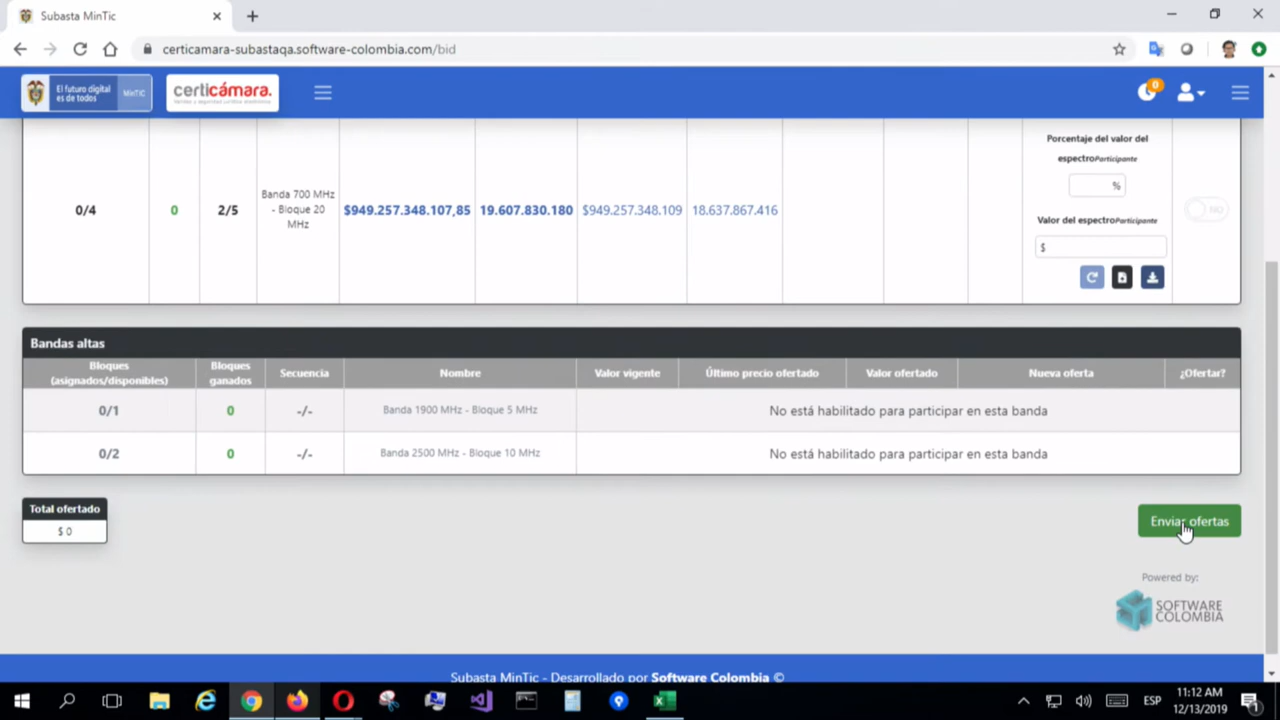 Subasta MinTic
certicamara-subastaqa.software-colombia.com/bid
El futuro digital
es de todos
MinTIC
certicámara.
0
Porcentaje del valor del
espectroParticipante
%
0/4
0
2/5
Banda 700 MHz
- Bloque 20
MHz
$949.257.348.107,85
19.607.830.180
$949.257.348.109
18.637.867.416
NO
Valor del espectroParticipante
$
Bandas altas
Bloques
(asignados/disponibles)
Bloques
ganados
Secuencia
Nombre
Valor vigente
Último precio ofertado
Valor ofertado
Nueva oferta
¿Ofertar?
0/1
0
-/-
Banda 1900 MHz - Bloque 5 MHz
No está habilitado para participar en esta banda
0/2
0
-/-
Banda 2500 MHz - Bloque 10 MHz
No está habilitado para participar en esta banda
Total ofertado
$ 0
Enviar ofertas
Powered by:
SOFTWARE
COLOMBIA
Subasta MinTic - Desarrollado por Software Colombia ©
ESP
11:12 AM
12/13/2019
1